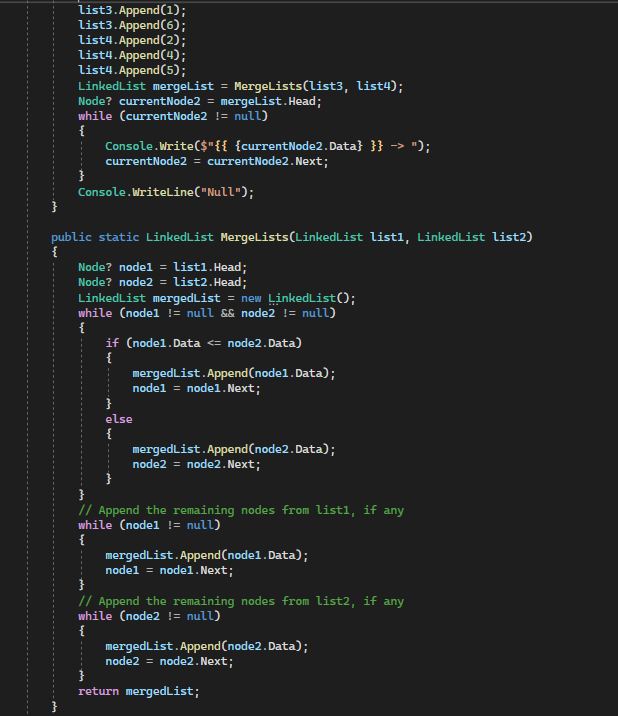 list3.Append(1);
list3.Append(6);
list4.Append(2);
list4.Append(4);
list4.Append(5);
LinkedList mergeList = MergeLists(list3, list4);
Node? currentNode2 = mergeList.Head;
while (currentNode2 != null)
{
Console.Write($"{{ {currentNode2.Data} }} -> ");
currentNode2 = currentNode2.Next;
}
Console.WriteLine("Null");
}
public static LinkedList MergeLists(LinkedList list1, LinkedList list2)
{
Node? node1 = list1.Head;
Node? node2 = list2.Head;
LinkedList mergedList = new LinkedList();
while (node1 != null && node2 != null)
{
if (node1.Data <= node2.Data)
{
mergedList.Append(node1.Data);
node1 = node1.Next;
}
else
{
mergedList.Append(node2.Data);
node2 = node2.Next;
}
}
// Append the remaining nodes from list1, if any
while (node1 != null)
{
mergedList.Append(node1.Data);
node1 = node1.Next;
}
// Append the remaining nodes from list2, if any
while (node2 != null)
{
mergedList.Append(node2.Data);
node2 = node2.Next;
}
return mergedList;
}